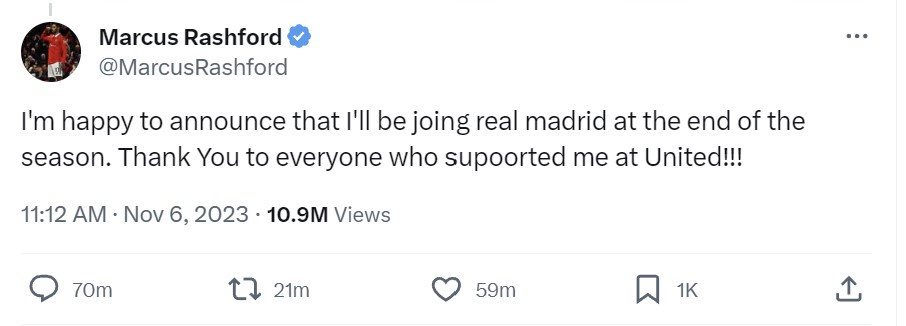 Marcus Rashford
@MarcusRashford
I'm happy to announce that I'll be joing real madrid at the end of the
season. Thank You to everyone who supoorted me at United!!!
11:12 AM · Nov 6, 2023 · 10.9M Views
70m 21m 59m 1K